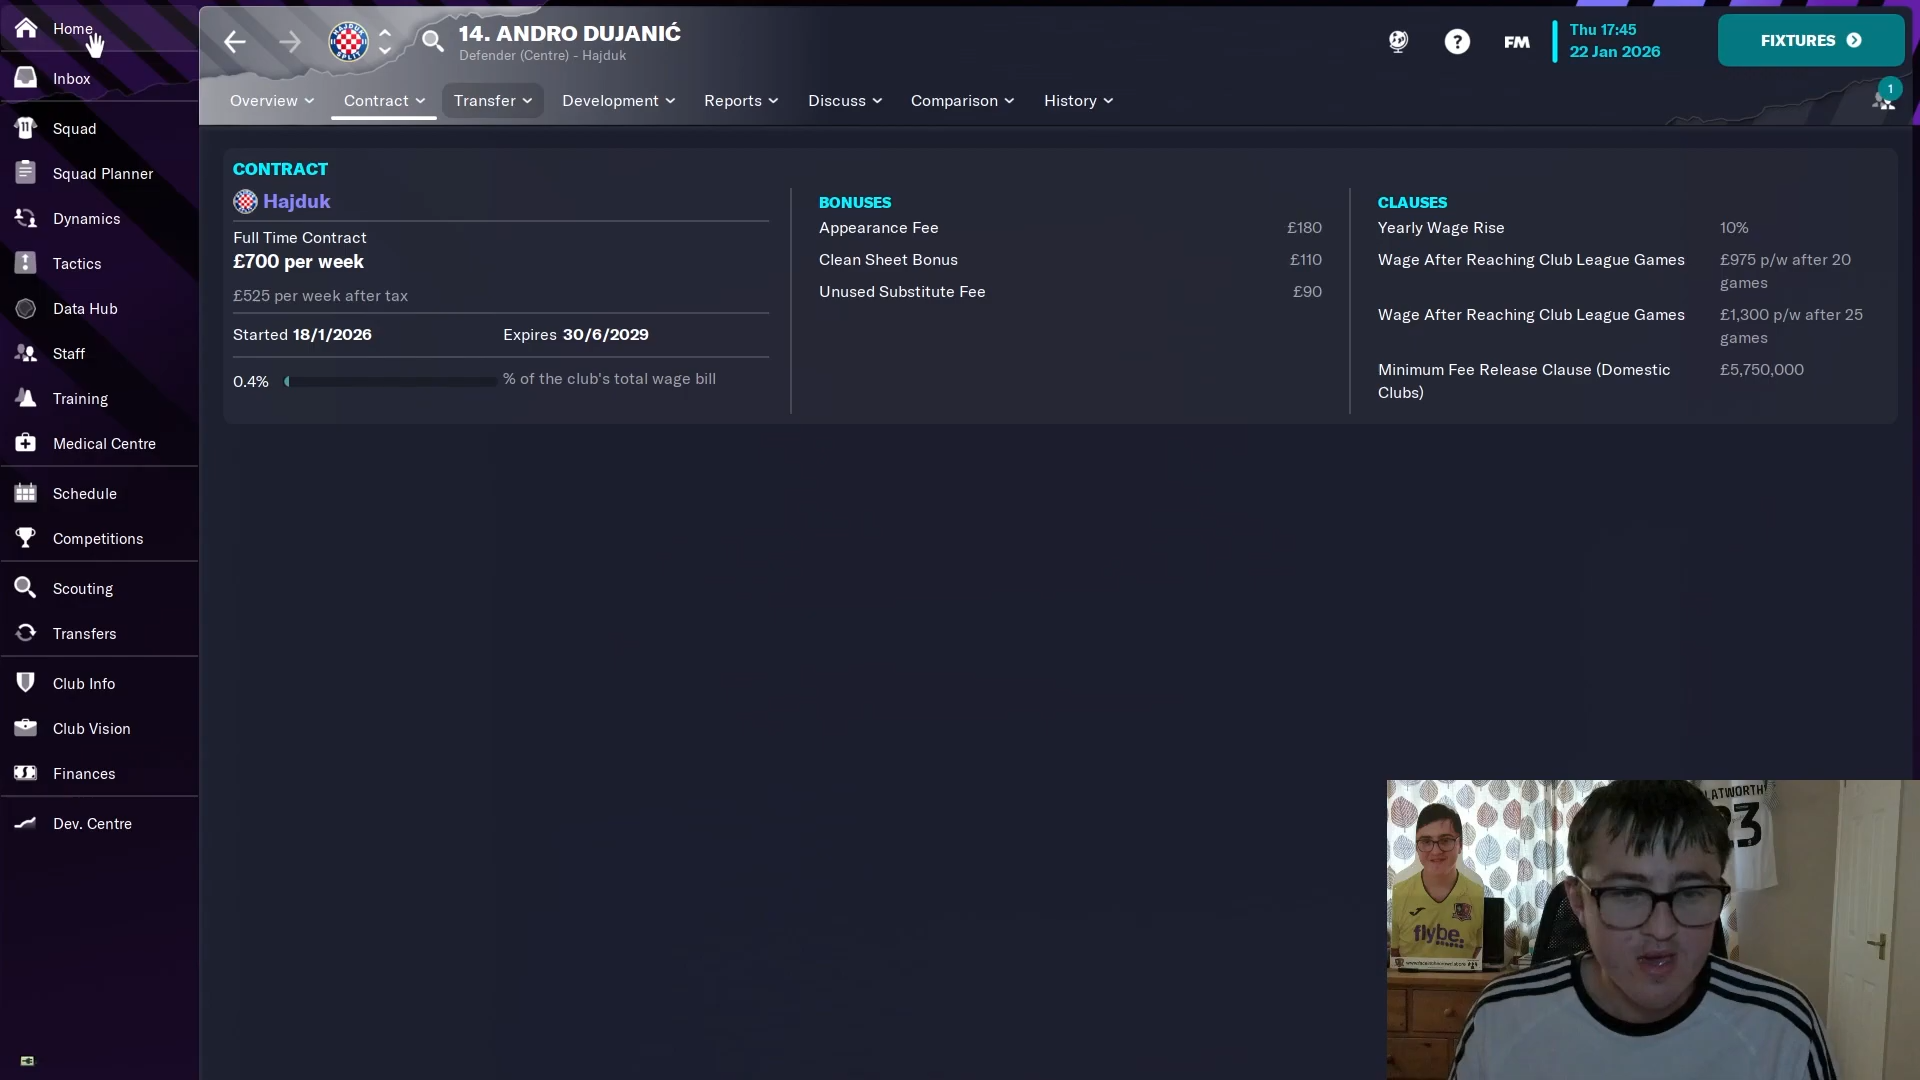 Home
Inbox
Squad
Squad Planner
Dynamics
Tactics
Data Hub
Staff
Training
Medical Centre
Schedule
Competitions
Scouting
Transfers
Club Info
Club Vision
Finances
Dev. Centre
14. ANDRO DUJANIĆ
Defender (Centre) - Hajduk
FM
Thu 17:45
22 Jan 2026
FIXTURES
1
Overview
Contract
Transfer
Development
Reports
Discuss
Comparison
History
CONTRACT
Hajduk
Full Time Contract
£700 per week
£525 per week after tax
Started 18/1/2026
Expires 30/6/2029
0.4%
% of the club's total wage bill
BONUSES
Appearance Fee £180
Clean Sheet Bonus £110
Unused Substitute Fee £90
CLAUSES
Yearly Wage Rise 10%
Wage After Reaching Club League Games £975 p/w after 20
games
Wage After Reaching Club League Games £1,300 p/w after 25
games
Minimum Fee Release Clause (Domestic £5,750,000
Clubs)
LATWORTH
23
flybe.